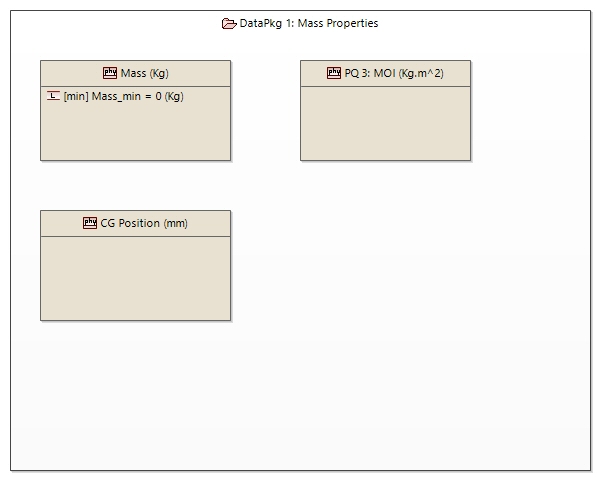 DataPkg 1: Mass Properties
phy Mass (Kg)
L [min] Mass_min = 0 (Kg)
phy PQ 3: MOI (Kg.m^2)
phy CG Position (mm)